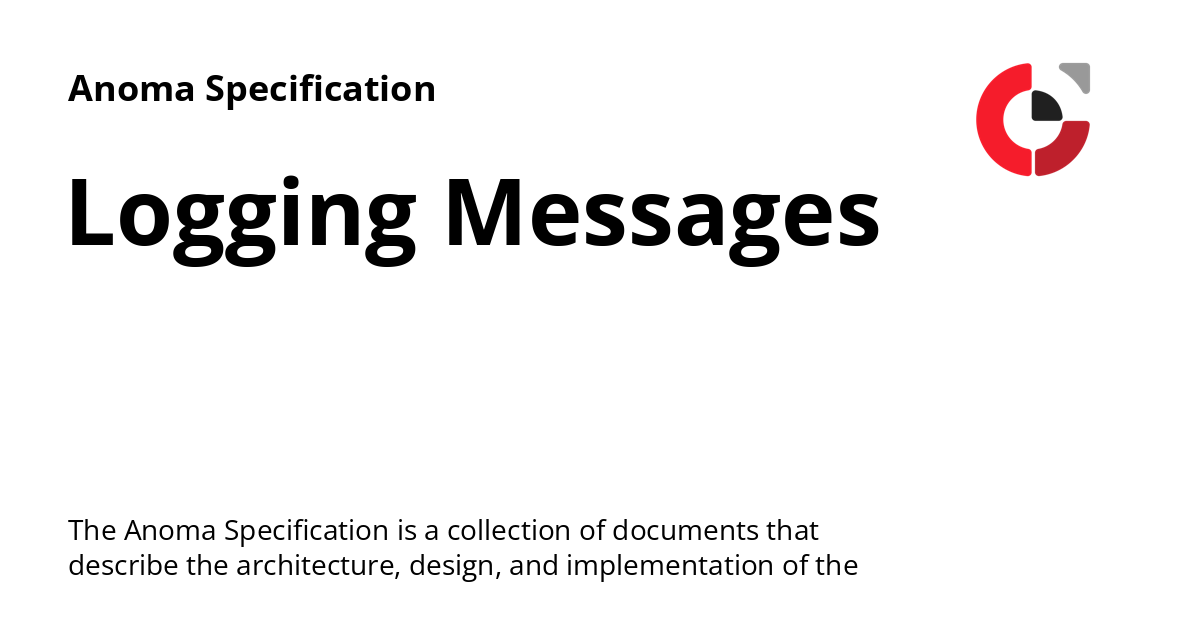 Anoma Specification
Logging Messages
The Anoma Specification is a collection of documents that
describe the architecture, design, and implementation of the